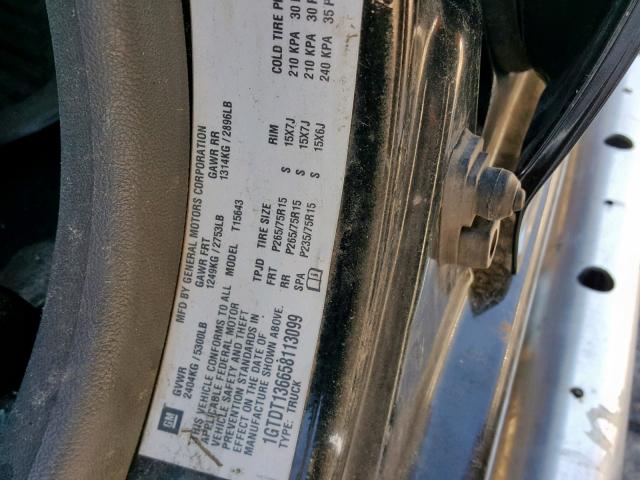 GM
MFD BY GENERAL MOTORS CORPORATION
GVWR GAWR FRT GAWR RR
2404KG / 5300LB 1249KG / 2753LB 1314KG / 2896LB
THIS VEHICLE CONFORMS TO ALL
APPLICABLE FEDERAL MOTOR
VEHICLE SAFETY AND THEFT
PREVENTION STANDARDS IN
EFFECT ON THE DATE OF
MANUFACTURE SHOWN ABOVE.
1GTDT136658113099
TYPE: TRUCK
MODEL T15643
TPJD TIRE SIZE RIM COLD TIRE
FRT P265/75R15 S 15X7J 210 KPA 30
RR P265/75R15 S 15X7J 210 KPA 30
SPA P235/75R15 S 15X6J 240 KPA 35